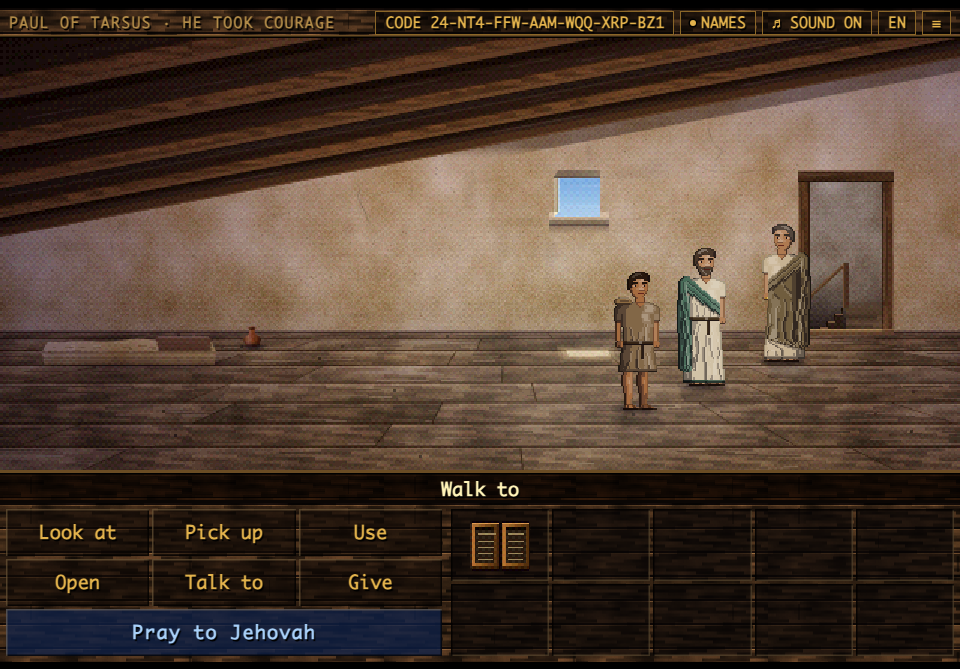 PAUL OF TARSUS · HE TOOK COURAGE
CODE 24-NT4-FFW-AAM-WQQ-XRP-BZ1
• NAMES
♬ SOUND ON
EN
≡
Walk to
Look at
Pick up
Use
Open
Talk to
Give
Pray to Jehovah